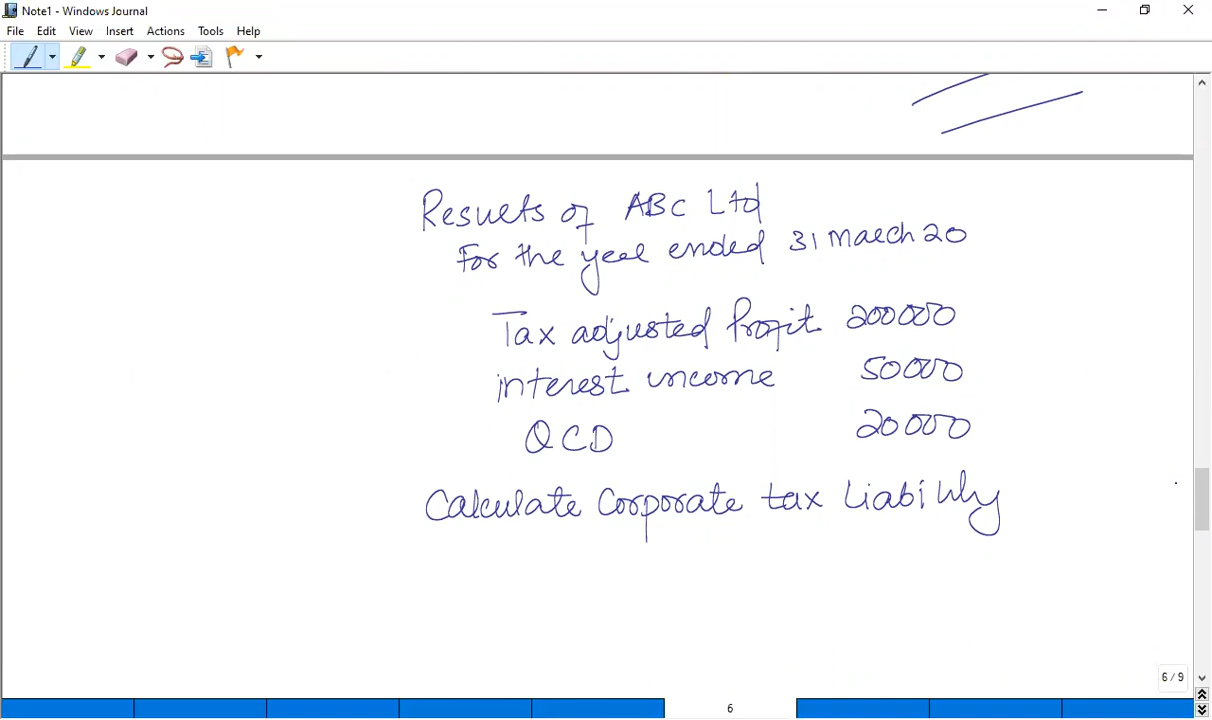 Note1 - Windows Journal
File Edit View Insert Actions Tools Help
Results of ABC Ltd
For the year ended 31 March 20
Tax adjusted Profit 200000
interest income 50000
QCD 20000
Calculate Corporate tax Liability
6 / 9
6